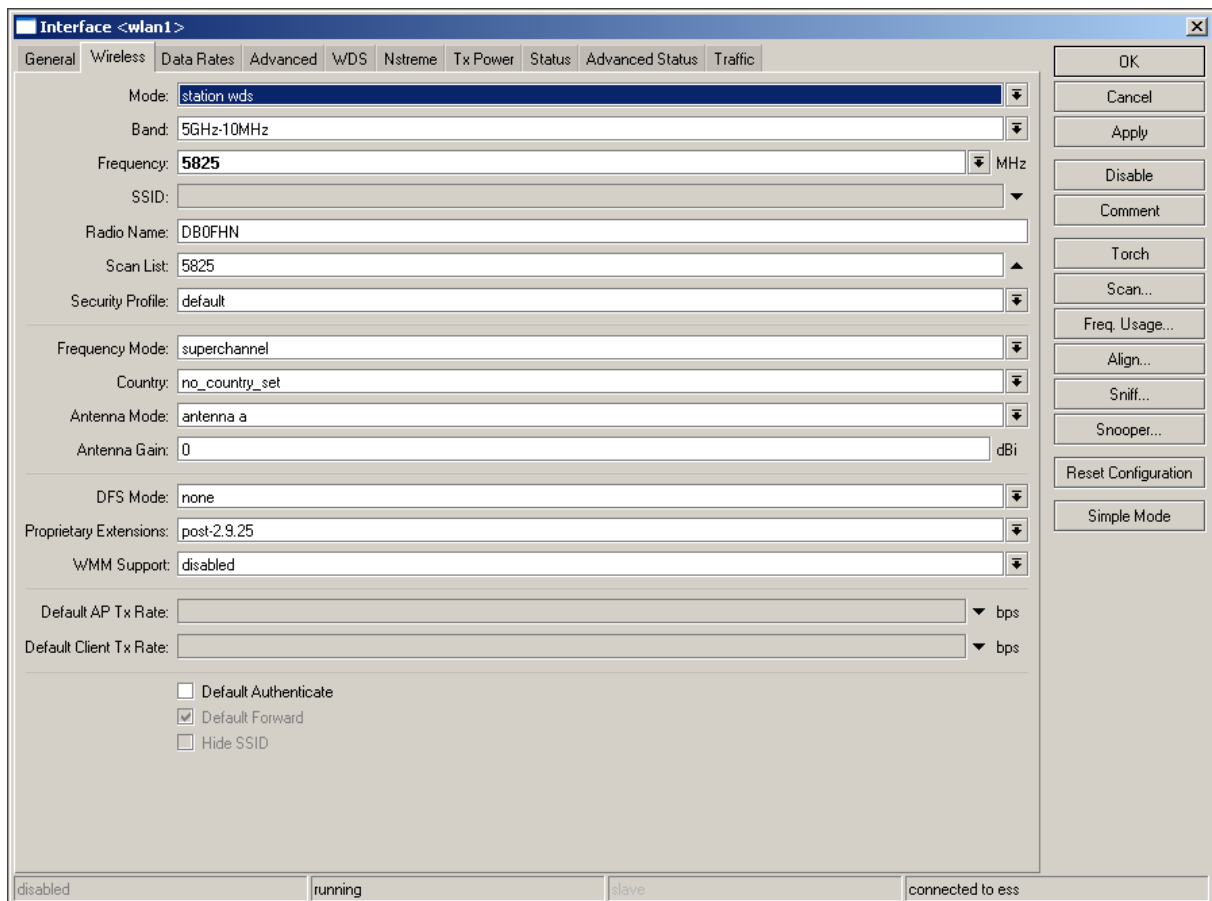 Interface <wlan1>
General Wireless Data Rates Advanced WDS Nstreme Tx Power Status Advanced Status Traffic
Mode: station wds
Band: 5GHz-10MHz
Frequency: 5825 MHz
SSID:
Radio Name: DB0FHN
Scan List: 5825
Security Profile: default
Frequency Mode: superchannel
Country: no_country_set
Antenna Mode: antenna a
Antenna Gain: 0 dBi
DFS Mode: none
Proprietary Extensions: post-2.9.25
WMM Support: disabled
Default AP Tx Rate: bps
Default Client Tx Rate: bps
Default Authenticate
Default Forward
Hide SSID
OK
Cancel
Apply
Disable
Comment
Torch
Scan...
Freq. Usage...
Align...
Sniff...
Snooper...
Reset Configuration
Simple Mode
disabled running slave connected to ess